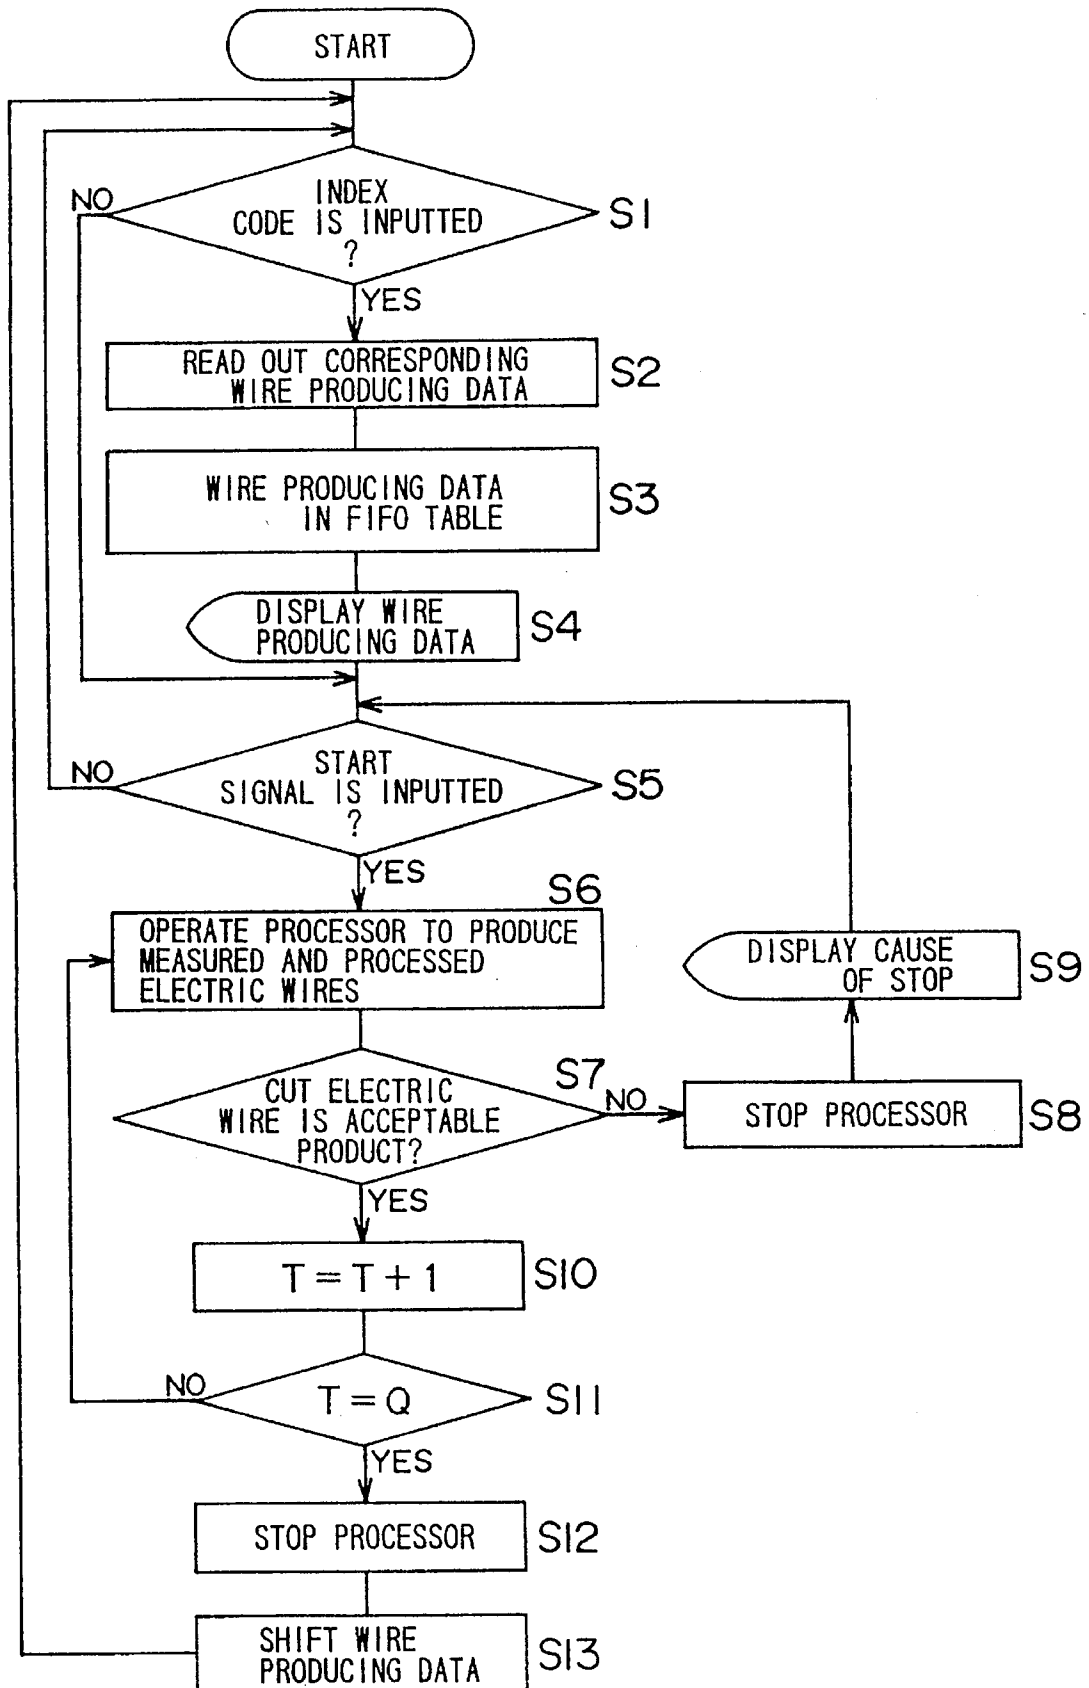 START
NO
INDEX
CODE IS INPUTTED
?
S1
YES
READ OUT CORRESPONDING
WIRE PRODUCING DATA
S2
WIRE PRODUCING DATA
IN FIFO TABLE
S3
DISPLAY WIRE
PRODUCING DATA
S4
NO
START
SIGNAL IS INPUTTED
?
S5
YES
S6
OPERATE PROCESSOR TO PRODUCE
MEASURED AND PROCESSED
ELECTRIC WIRES
DISPLAY CAUSE
OF STOP
S9
CUT ELECTRIC
WIRE IS ACCEPTABLE
PRODUCT?
S7
NO
STOP PROCESSOR
S8
YES
T = T + 1
S10
NO
T = Q
S11
YES
STOP PROCESSOR
S12
SHIFT WIRE
PRODUCING DATA
S13